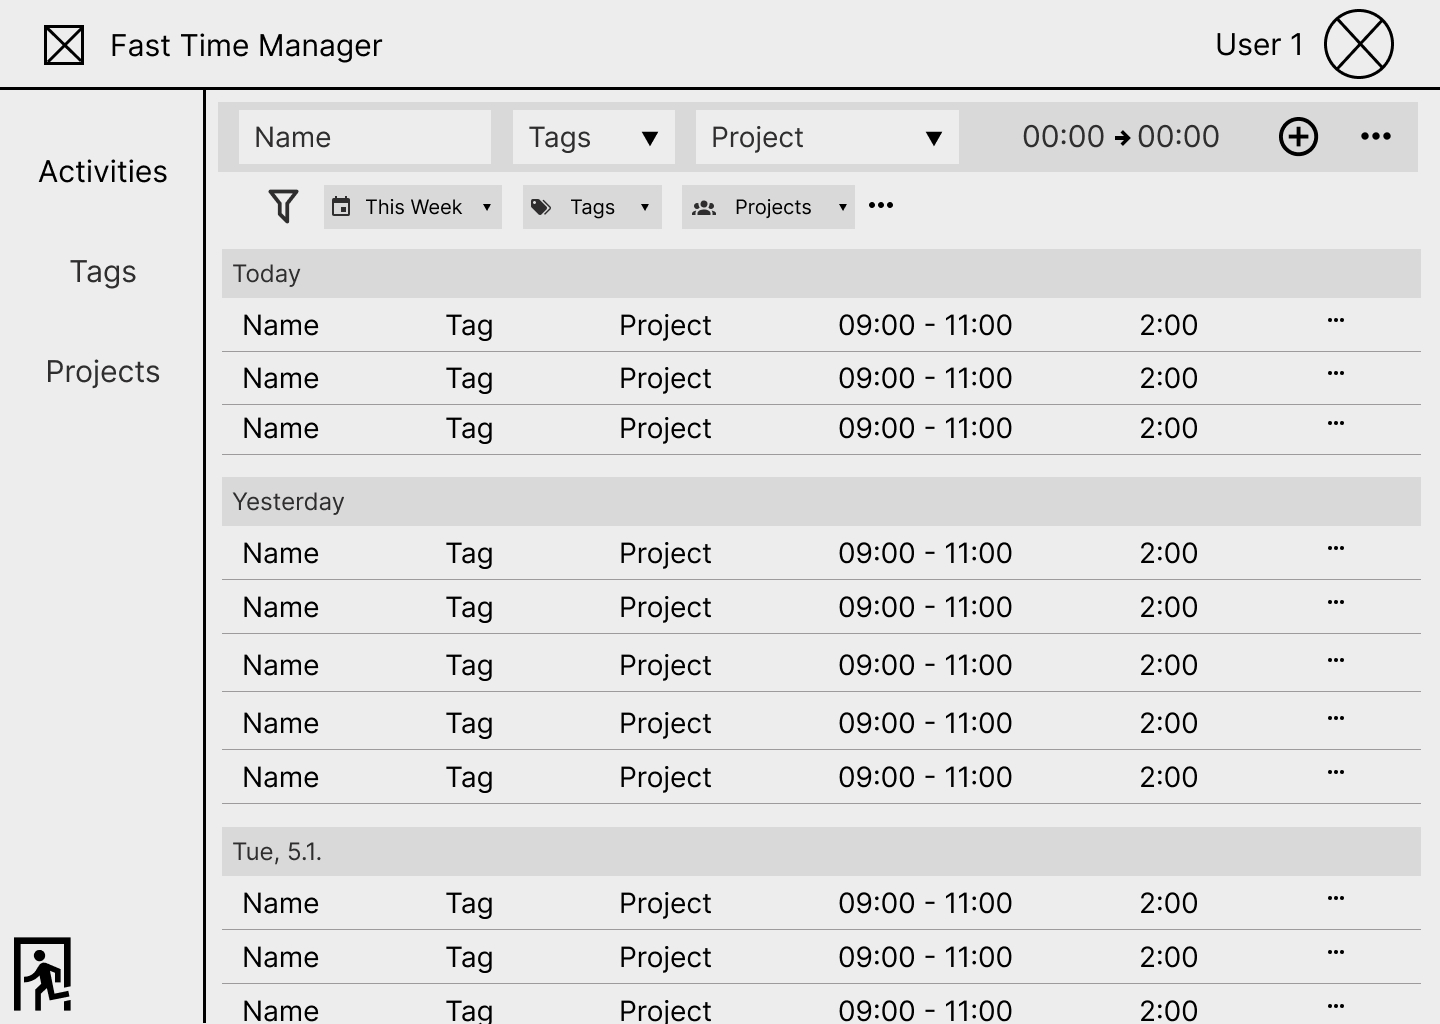 Fast Time Manager
User 1
Activities
Tags
Projects
Name Tags Project 00:00 → 00:00
This Week Tags Projects •••
Today
Name Tag Project 09:00 - 11:00 2:00 ...
Name Tag Project 09:00 - 11:00 2:00 ...
Name Tag Project 09:00 - 11:00 2:00 ...
Yesterday
Name Tag Project 09:00 - 11:00 2:00 ...
Name Tag Project 09:00 - 11:00 2:00 ...
Name Tag Project 09:00 - 11:00 2:00 ...
Name Tag Project 09:00 - 11:00 2:00 ...
Name Tag Project 09:00 - 11:00 2:00 ...
Tue, 5.1.
Name Tag Project 09:00 - 11:00 2:00 ...
Name Tag Project 09:00 - 11:00 2:00 ...
Name Tag Project 09:00 - 11:00 2:00 ...